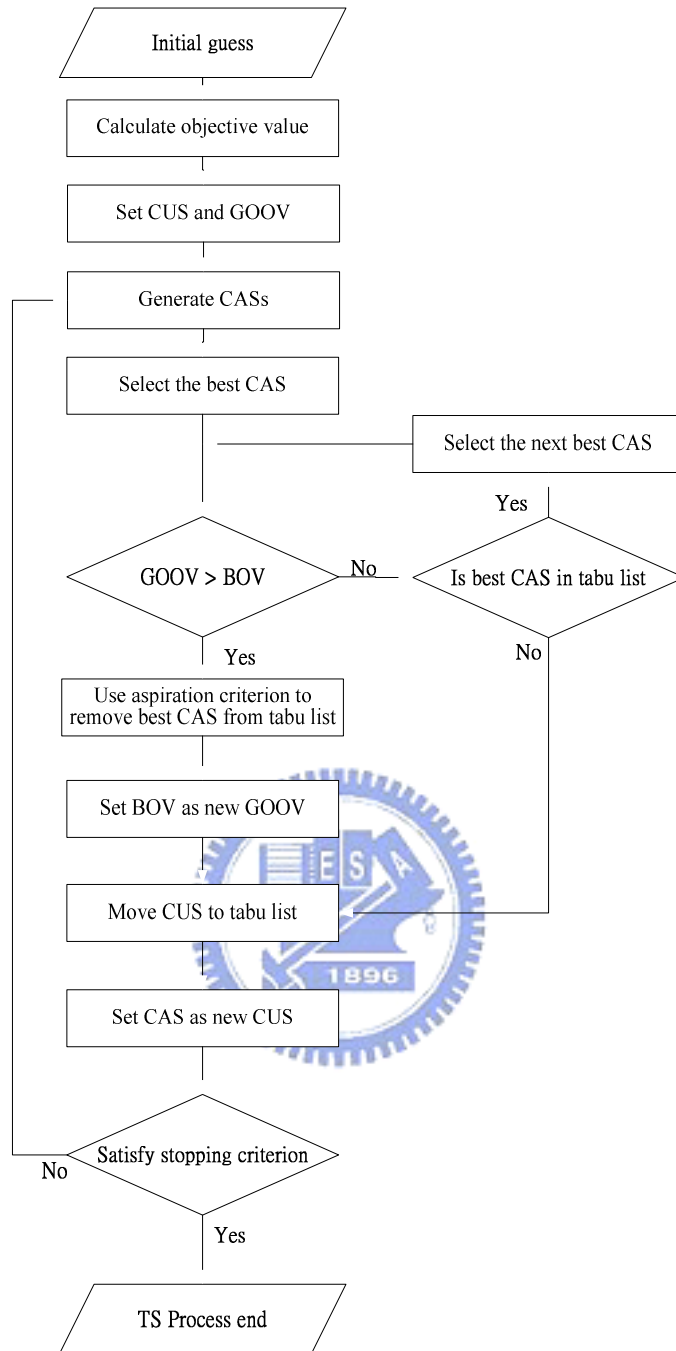 Initial guess
Calculate objective value
Set CUS and GOOV
Generate CASs
Select the best CAS
Select the next best CAS
Yes
GOOV > BOV
No
Is best CAS in tabu list
Yes
No
Use aspiration criterion to
remove best CAS from tabu list
Set BOV as new GOOV
E S A
Move CUS to tabu list
1896
Set CAS as new CUS
Satisfy stopping criterion
No
Yes
TS Process end